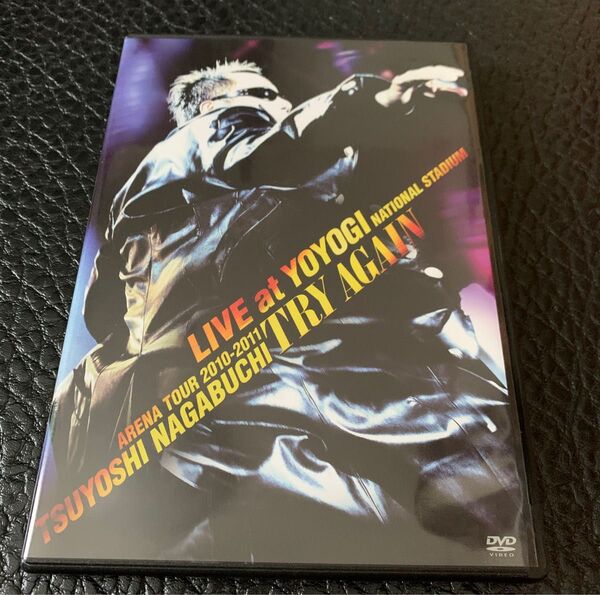 LIVE at YOYOGI NATIONAL STADIUM
ARENA TOUR 2010-2011 TRY AGAIN
TSUYOSHI NAGABUCHI
DVD
VIDEO